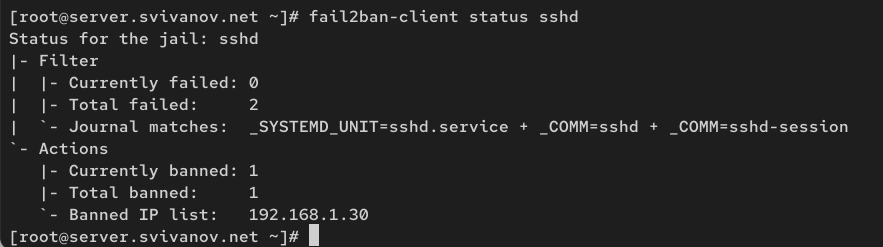 [root@server.svivanov.net ~]# fail2ban-client status sshd
Status for the jail: sshd
|- Filter
|  |- Currently failed: 0
|  |- Total failed:     2
|  `- Journal matches:  _SYSTEMD_UNIT=sshd.service + _COMM=sshd + _COMM=sshd-session
`- Actions
   |- Currently banned: 1
   |- Total banned:     1
   `- Banned IP list:   192.168.1.30
[root@server.svivanov.net ~]#